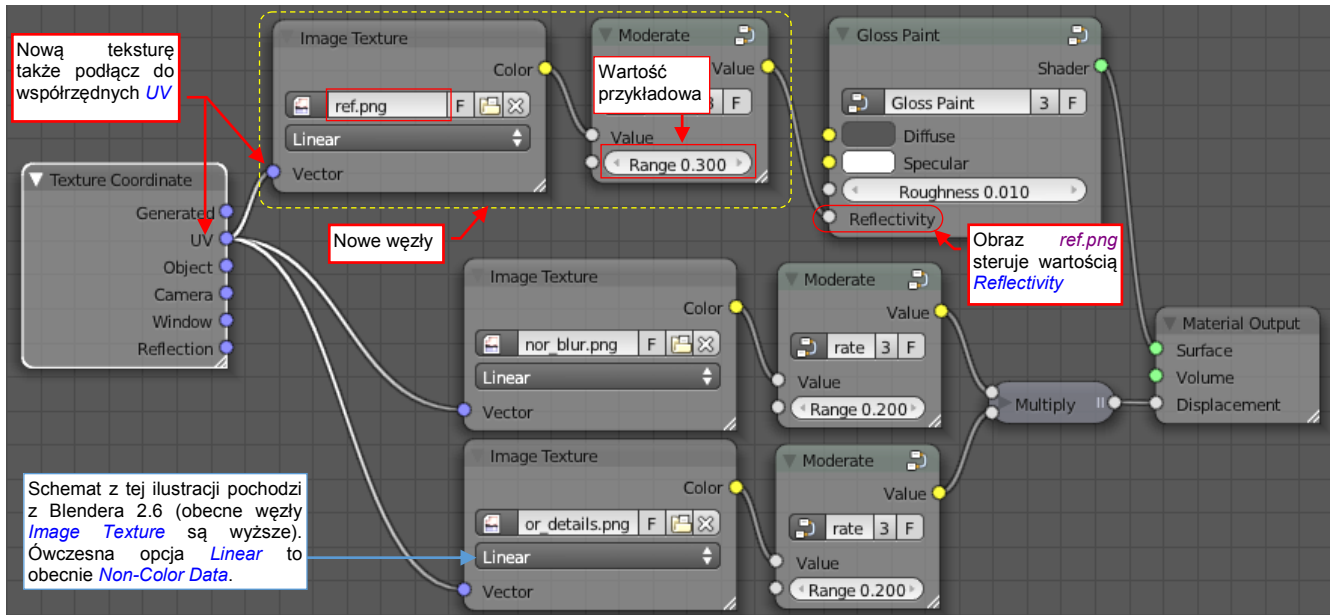 Nową teksturę
także podłącz do
współrzędnych UV
Image Texture
Color
ref.png
F
Linear
Vector
Moderate
Value
Wartość
przykładowa
F
Value
Range 0.300
Gloss Paint
Shader
Gloss Paint
3
F
Diffuse
Specular
Roughness 0.010
Reflectivity
Texture Coordinate
Generated
UV
Object
Camera
Window
Reflection
Nowe węzły
Obraz ref.png
steruje wartością
Reflectivity
Image Texture
Color
nor_blur.png
F
Linear
Vector
Moderate
Value
rate
3
F
Value
Range 0.200
Multiply
Material Output
Surface
Volume
Displacement
Image Texture
Color
or_details.png
F
Linear
Vector
Moderate
Value
rate
3
F
Value
Range 0.200
Schemat z tej ilustracji pochodzi
z Blendera 2.6 (obecne węzły
Image Texture są wyższe).
Ówczesna opcja Linear to
obecnie Non-Color Data.